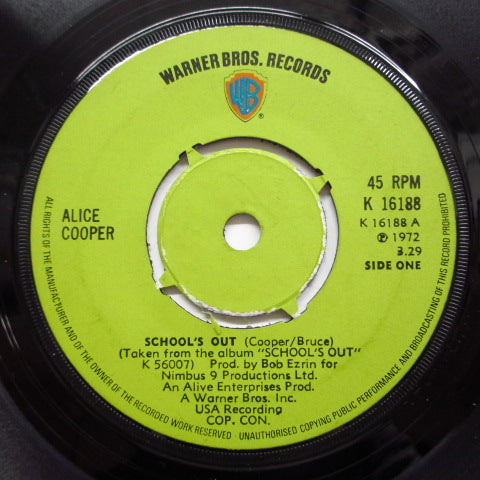 WARNER BROS. RECORDS
WB
ALICE
COOPER
45 RPM
K 16188
K 16188 A
℗ 1972
3.29
SIDE ONE
SCHOOL'S OUT (Cooper/Bruce)
(Taken from the album "SCHOOL'S OUT"
K 56007) Prod. by Bob Ezrin for
Nimbus 9 Productions Ltd.
An Alive Enterprises Prod.
A Warner Bros. Inc.
USA Recording
COP. CON.
ALL RIGHTS OF THE MANUFACTURER AND OF THE OWNER OF THE RECORDED WORK RESERVED · UNAUTHORISED COPYING PUBLIC PERFORMANCE AND BROADCASTING OF THIS RECORD PROHIBITED